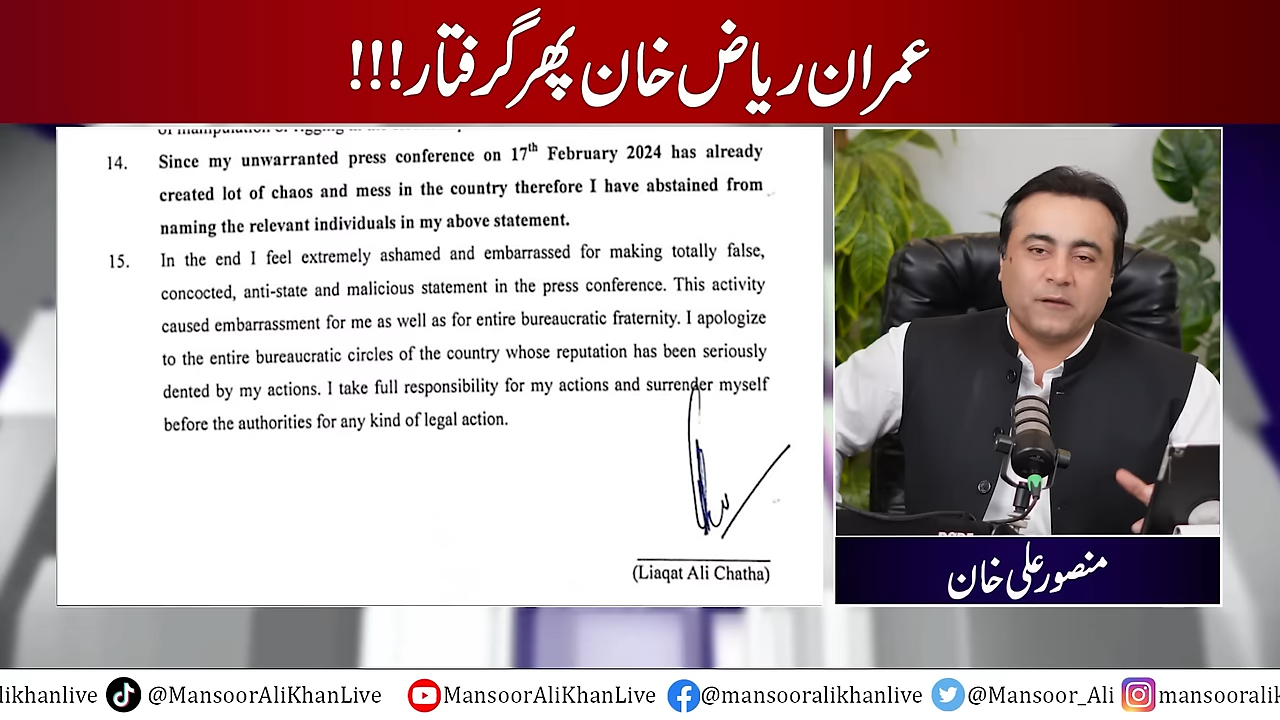 عمران ریاض خان پھر گرفتار!!!
14. Since my unwarranted press conference on 17th February 2024 has already
created lot of chaos and mess in the country therefore I have abstained from
naming the relevant individuals in my above statement.
15. In the end I feel extremely ashamed and embarrassed for making totally false,
concocted, anti-state and malicious statement in the press conference. This activity
caused embarrassment for me as well as for entire bureaucratic fraternity. I apologize
to the entire bureaucratic circles of the country whose reputation has been seriously
dented by my actions. I take full responsibility for my actions and surrender myself
before the authorities for any kind of legal action.
(Liaqat Ali Chatha)
منصور علی خان
likhanlive @MansoorAliKhanLive MansoorAliKhanLive @mansooralikhanlive @Mansoor_Ali mansooralik